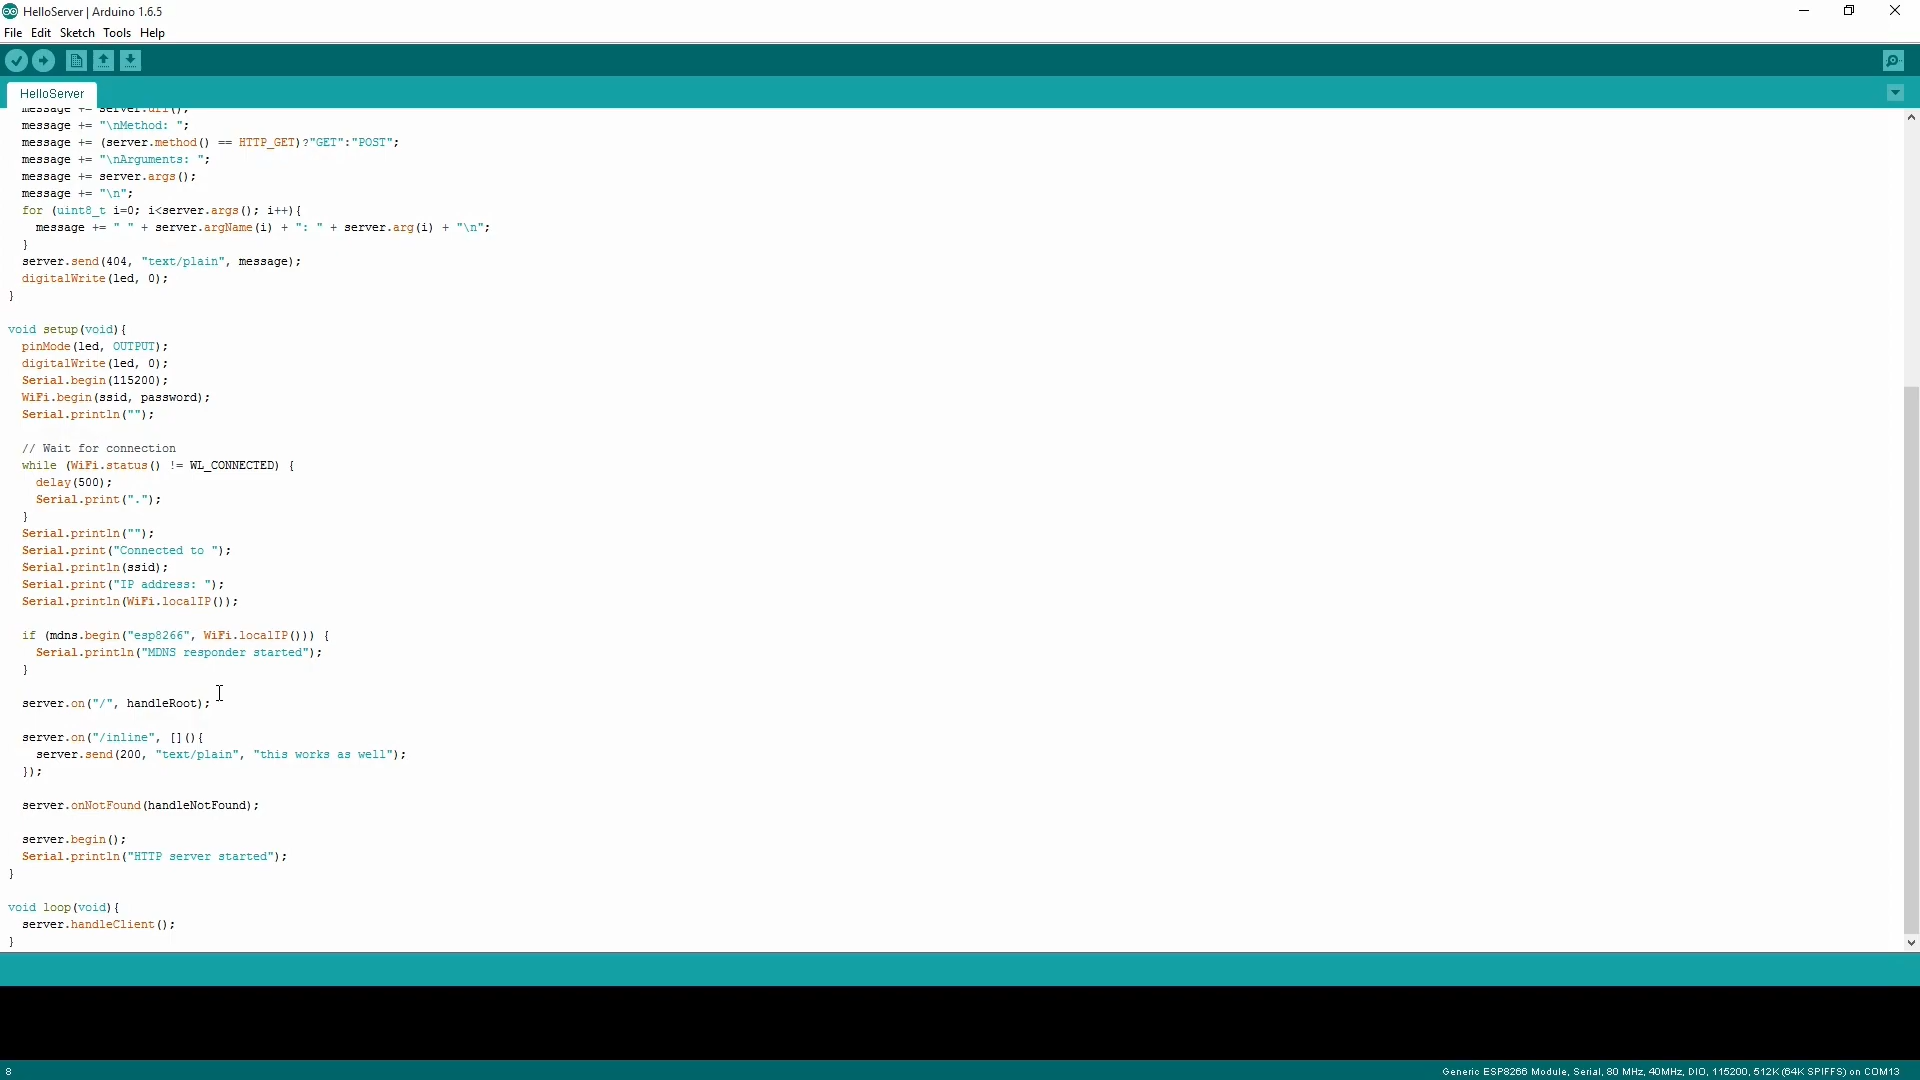 HelloServer | Arduino 1.6.5
File Edit Sketch Tools Help
HelloServer
message += server.uri();
message += "\nMethod: ";
message += (server.method() == HTTP_GET)?"GET":"POST";
message += "\nArguments: ";
message += server.args();
message += "\n";
for (uint8_t i=0; i<server.args(); i++){
message += " " + server.argName(i) + ": " + server.arg(i) + "\n";
}
server.send(404, "text/plain", message);
digitalWrite(led, 0);
}
void setup(void){
pinMode(led, OUTPUT);
digitalWrite(led, 0);
Serial.begin(115200);
WiFi.begin(ssid, password);
Serial.println("");
// Wait for connection
while (WiFi.status() != WL_CONNECTED) {
delay(500);
Serial.print(".");
}
Serial.println("");
Serial.print("Connected to ");
Serial.println(ssid);
Serial.print("IP address: ");
Serial.println(WiFi.localIP());
if (mdns.begin("esp8266", WiFi.localIP())) {
Serial.println("MDNS responder started");
}
server.on("/", handleRoot);
server.on("/inline", [](){
server.send(200, "text/plain", "this works as well");
});
server.onNotFound(handleNotFound);
server.begin();
Serial.println("HTTP server started");
}
void loop(void){
server.handleClient();
}
8
Generic ESP8266 Module, Serial, 80 MHz, 40MHz, DIO, 115200, 512K (64K SPIFFS) on COM13